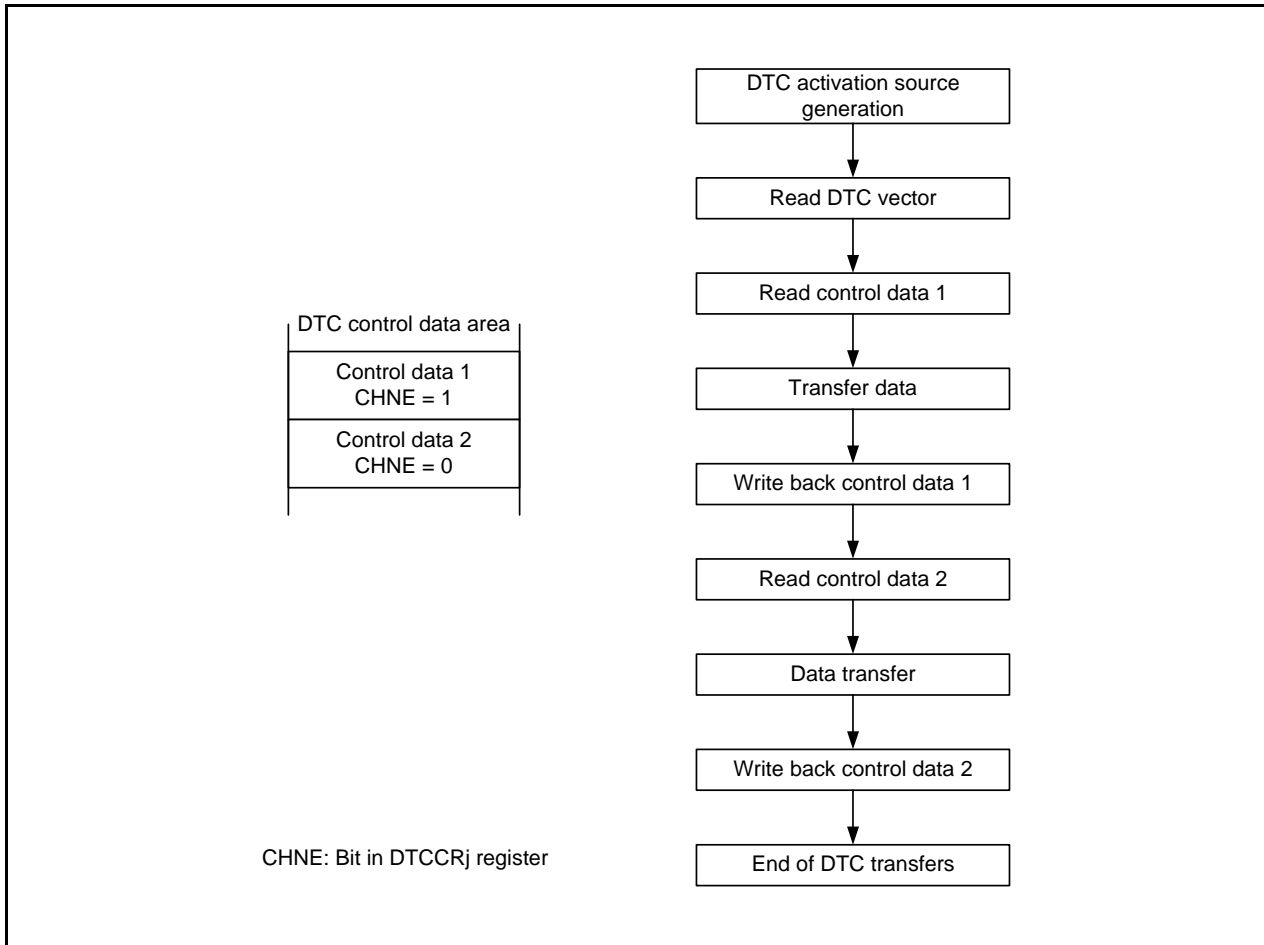 DTC activation source
generation
Read DTC vector
Read control data 1
DTC control data area
Control data 1
CHNE = 1
Control data 2
CHNE = 0
Transfer data
Write back control data 1
Read control data 2
Data transfer
Write back control data 2
CHNE: Bit in DTCCRj register
End of DTC transfers